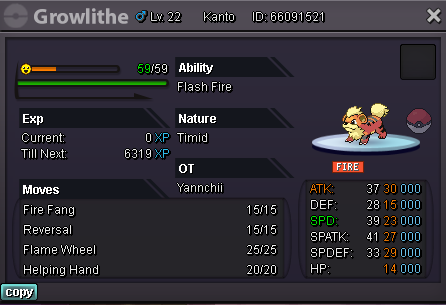 Growlithe ♂ Lv. 22 Kanto ID: 66091521
59/59
Ability
Flash Fire
Exp
Current: 0 XP
Till Next: 6319 XP
Nature
Timid
OT
Yannchii
FIRE
Moves
Fire Fang 15/15
Reversal 15/15
Flame Wheel 25/25
Helping Hand 20/20
ATK: 37 30 000
DEF: 28 15 000
SPD: 39 23 000
SPATK: 41 27 000
SPDEF: 33 29 000
HP: 14 000
copy